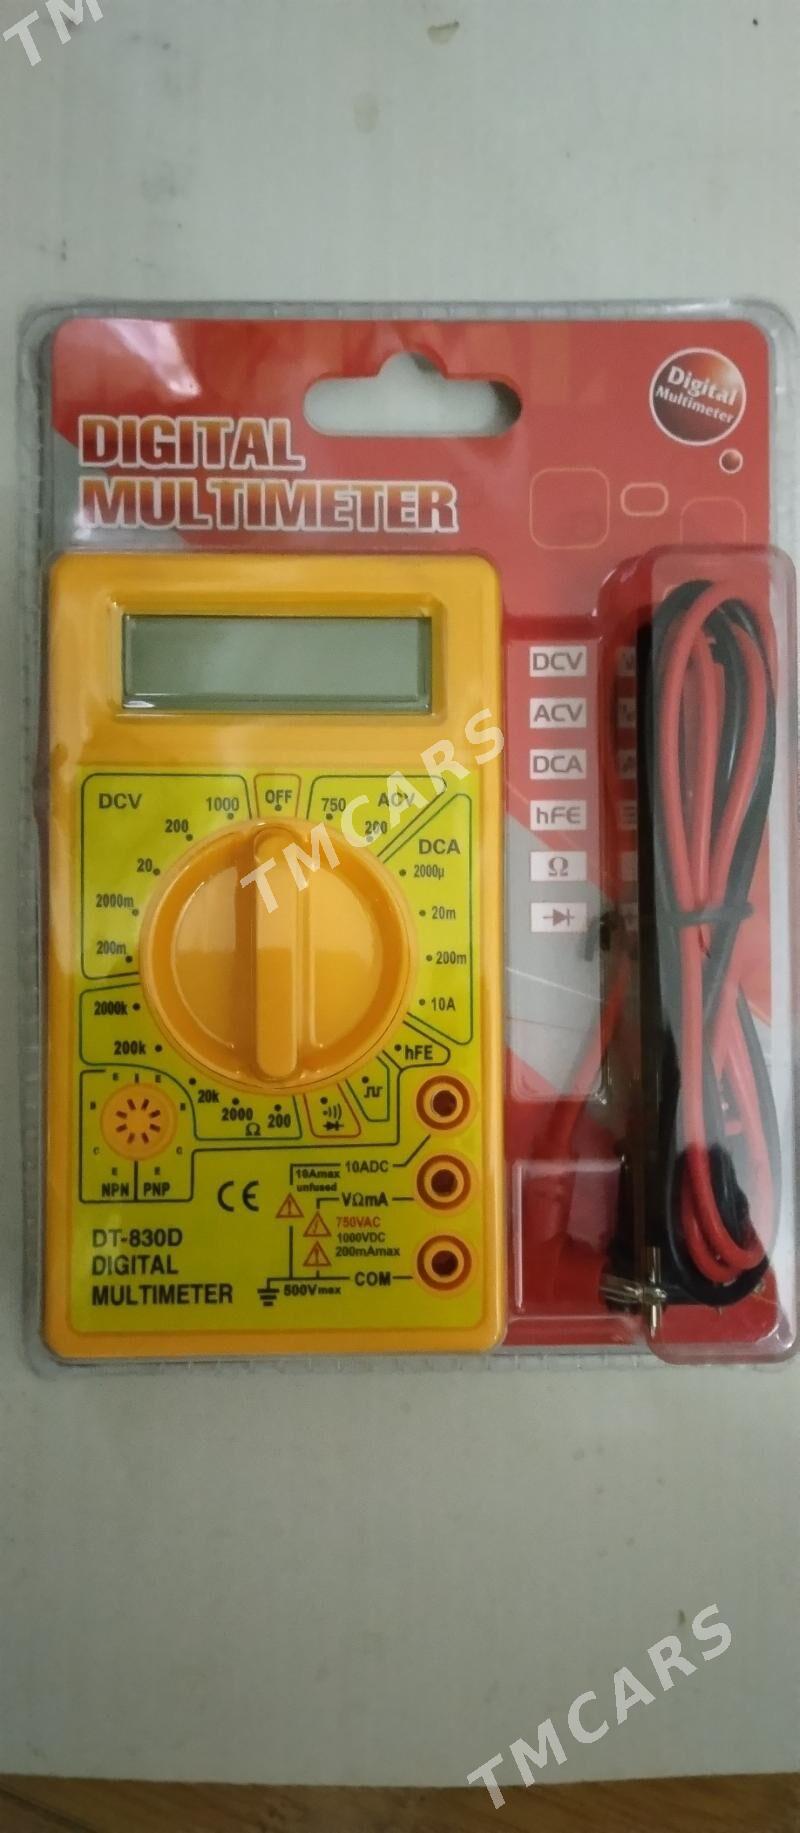 TM
Digital
Multimeter
DIGITAL
MULTIMETER
DCV
ACV
DCA
hFE
Ω
TMCARS
DCV
1000
OFF
750
ACV
200
200
DCA
20
2000µ
2000m
20m
200m
200m
2000k
10A
200k
hFE
20k
2000
Ω
200
E
E
B
B
C
C
E
E
NPN
PNP
10Amax
unfused
10ADC
CE
VΩmA
750VAC
1000VDC
200mAmax
DT-830D
DIGITAL
MULTIMETER
COM
500Vmax
TMCARS